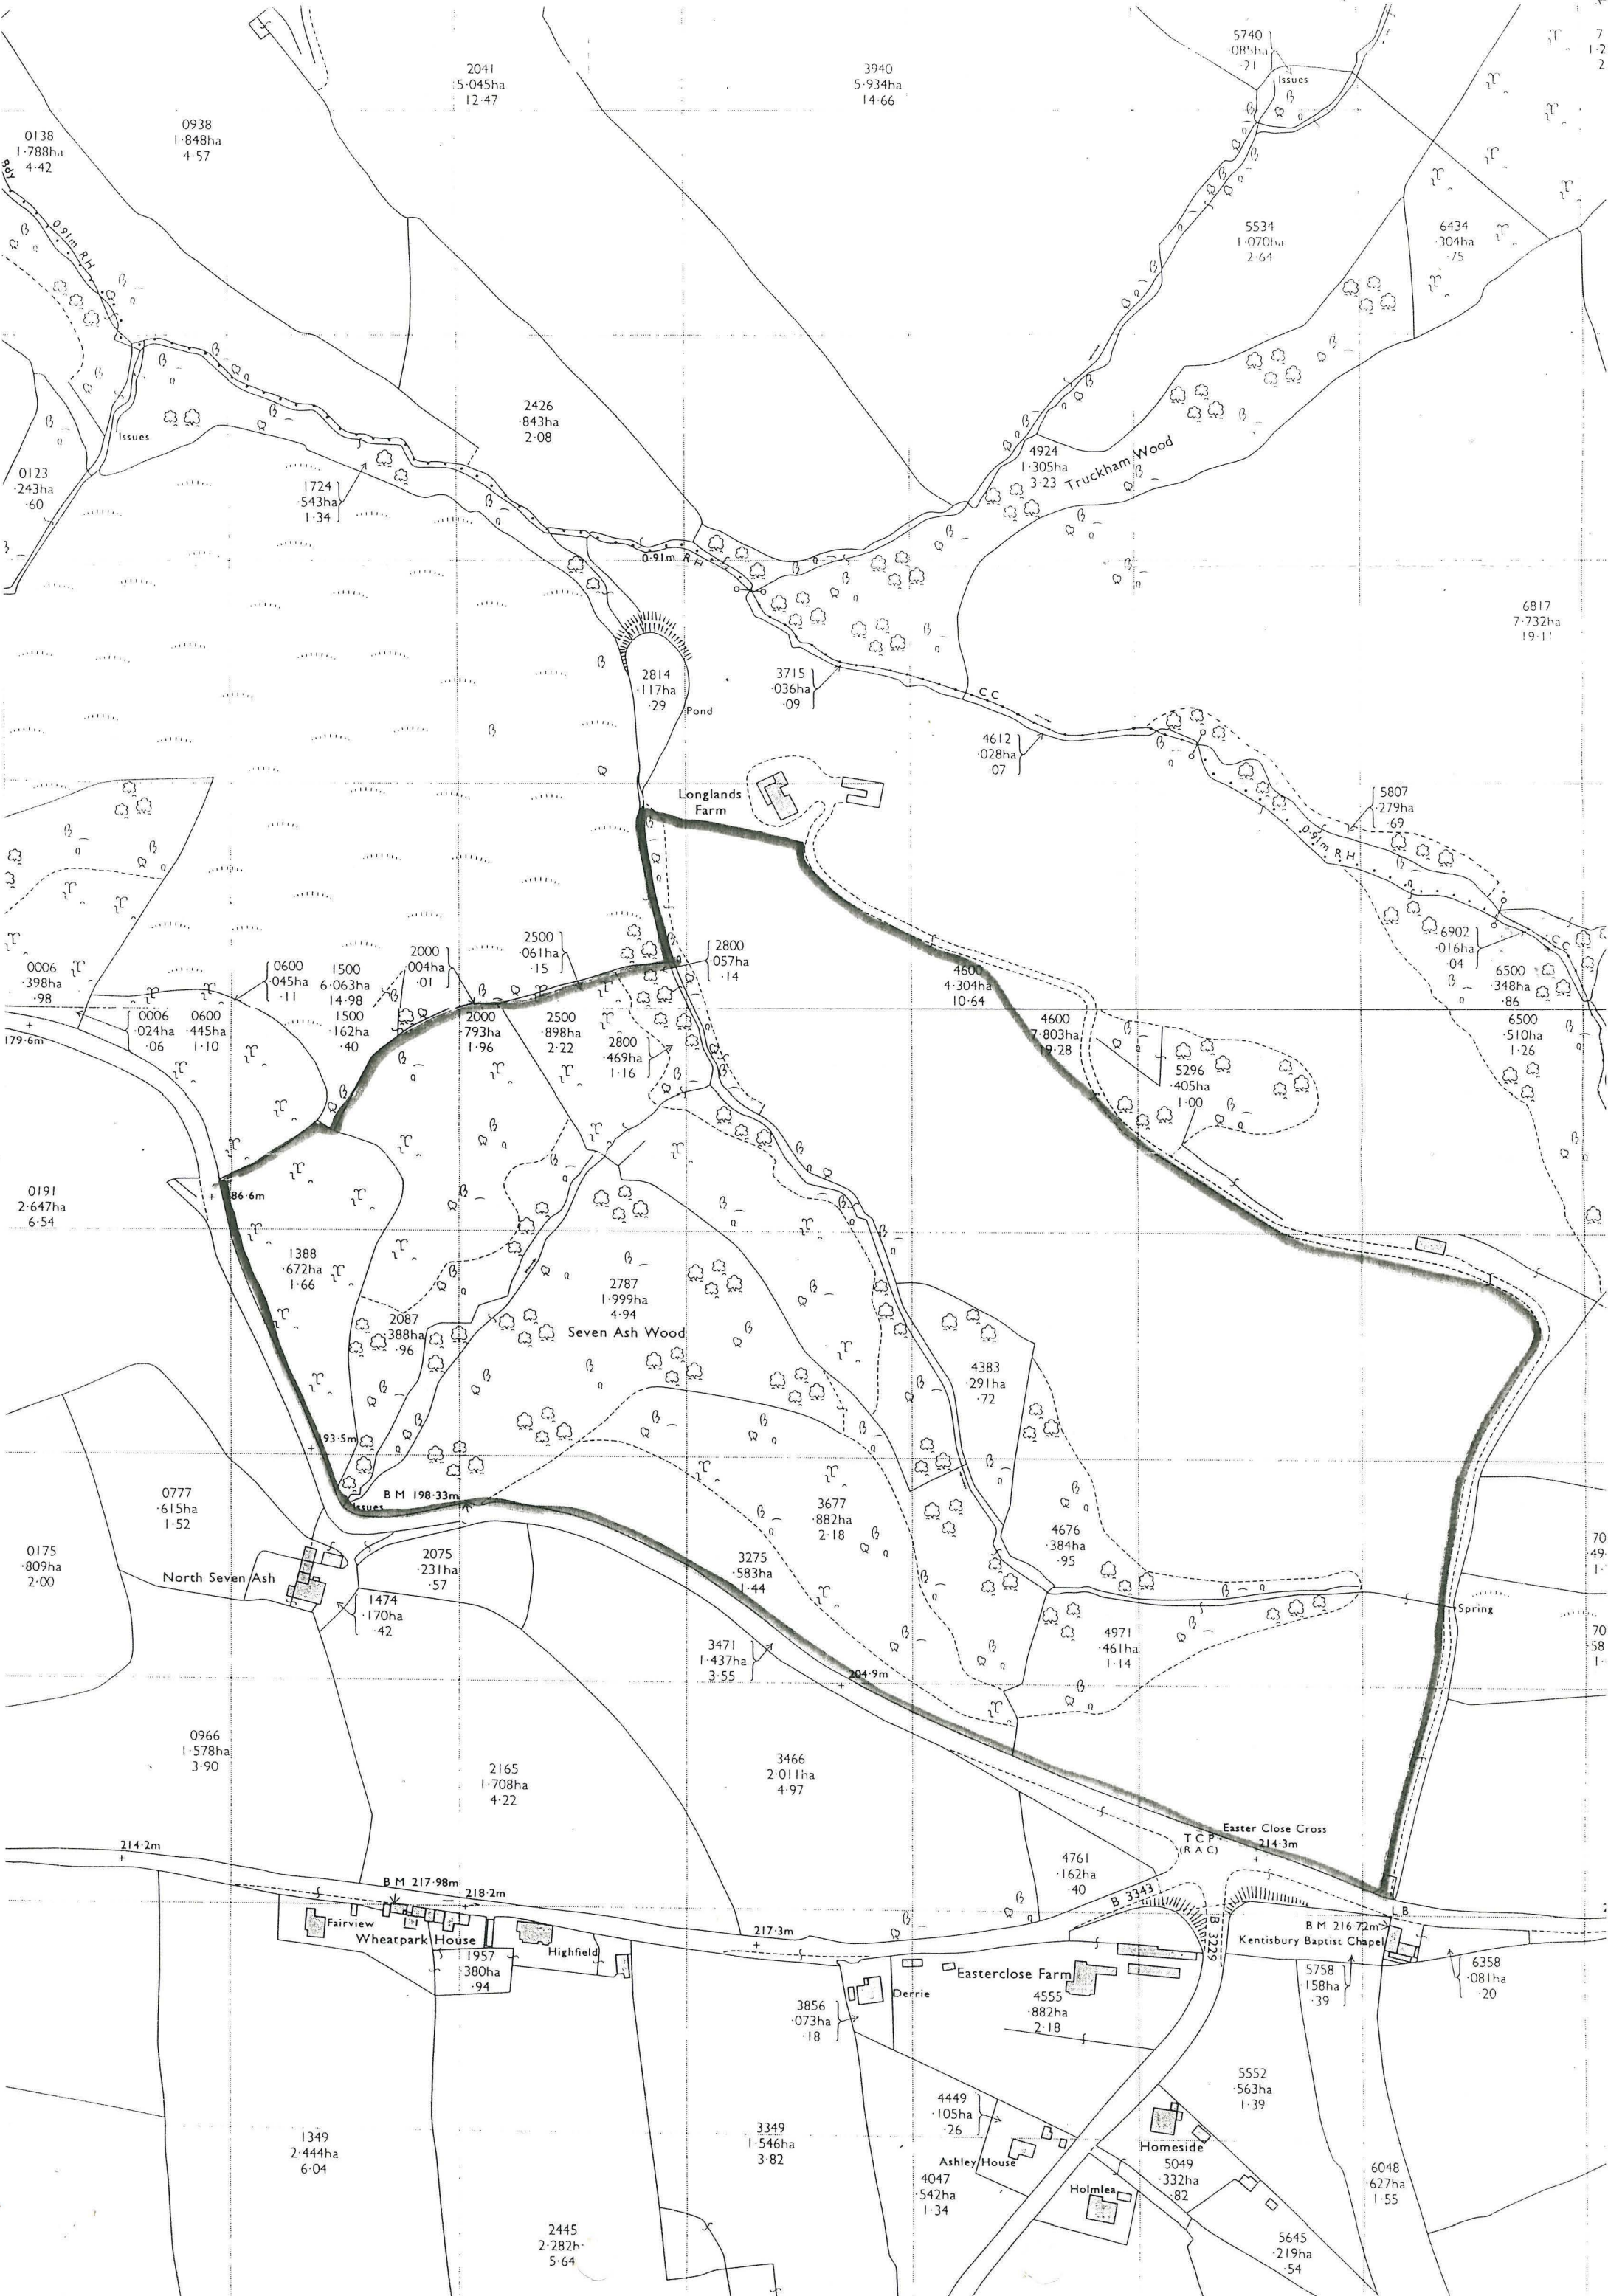 2041
5·045ha
12·47
3940
5·934ha
14·66
5740
·085ha
·21
Issues
0138
1·788ha
4·42
0938
1·848ha
4·57
Bdy
0·91m RH
5534
1·070ha
2·64
6434
·304ha
·75
Issues
2426
·843ha
2·08
4924
1·305ha
3·23
Truckham Wood
0123
·243ha
·60
1724
·543ha
1·34
0·91m RH
6817
7·732ha
2814
·117ha
·29
Pond
3715
·036ha
·09
CC
4612
·028ha
·07
Longlands
Farm
5807
·279ha
·69
0·91m RH
0006
·398ha
·98
0600
·045ha
·11
1500
6·063ha
14·98
2000
·004ha
·01
2500
·061ha
·15
2800
·057ha
·14
4600
4·304ha
10·64
6902
·016ha
·04
CC
6500
·348ha
·86
179·6m
0006
·024ha
·06
0600
·445ha
1·10
1500
·162ha
·40
2000
·793ha
1·96
2500
·898ha
2·22
2800
·469ha
1·16
4600
7·803ha
19·28
5296
·405ha
1·00
6500
·510ha
1·26
0191
2·647ha
6·54
86·6m
1388
·672ha
1·66
2087
·388ha
·96
2787
1·999ha
4·94
Seven Ash Wood
4383
·291ha
·72
93·5m
Issues
BM 198·33m
0777
·615ha
1·52
3677
·882ha
2·18
4676
·384ha
·95
0175
·809ha
2·00
North Seven Ash
2075
·231ha
·57
3275
·583ha
1·44
1474
·170ha
·42
Spring
4971
·461ha
1·14
3471
1·437ha
3·55
204·9m
0966
1·578ha
3·90
2165
1·708ha
4·22
3466
2·011ha
4·97
Easter Close Cross
TCP
(RAC)
214·3m
214·2m
4761
·162ha
·40
BM 217·98m
218·2m
B 3343
B 3229
LB
BM 216·72m
Kentisbury Baptist Chapel
Fairview
Wheatpark House
Highfield
217·3m
1957
·380ha
·94
Easterclose Farm
Derrie
4555
·882ha
2·18
5758
·158ha
·39
6358
·081ha
·20
3856
·073ha
·18
5552
·563ha
1·39
4449
·105ha
·26
1349
2·444ha
6·04
3349
1·546ha
3·82
Ashley House
Homeside
5049
·332ha
·82
4047
·542ha
1·34
Holmlea
6048
·627ha
1·55
2445
5·64
5645
·219ha
·54